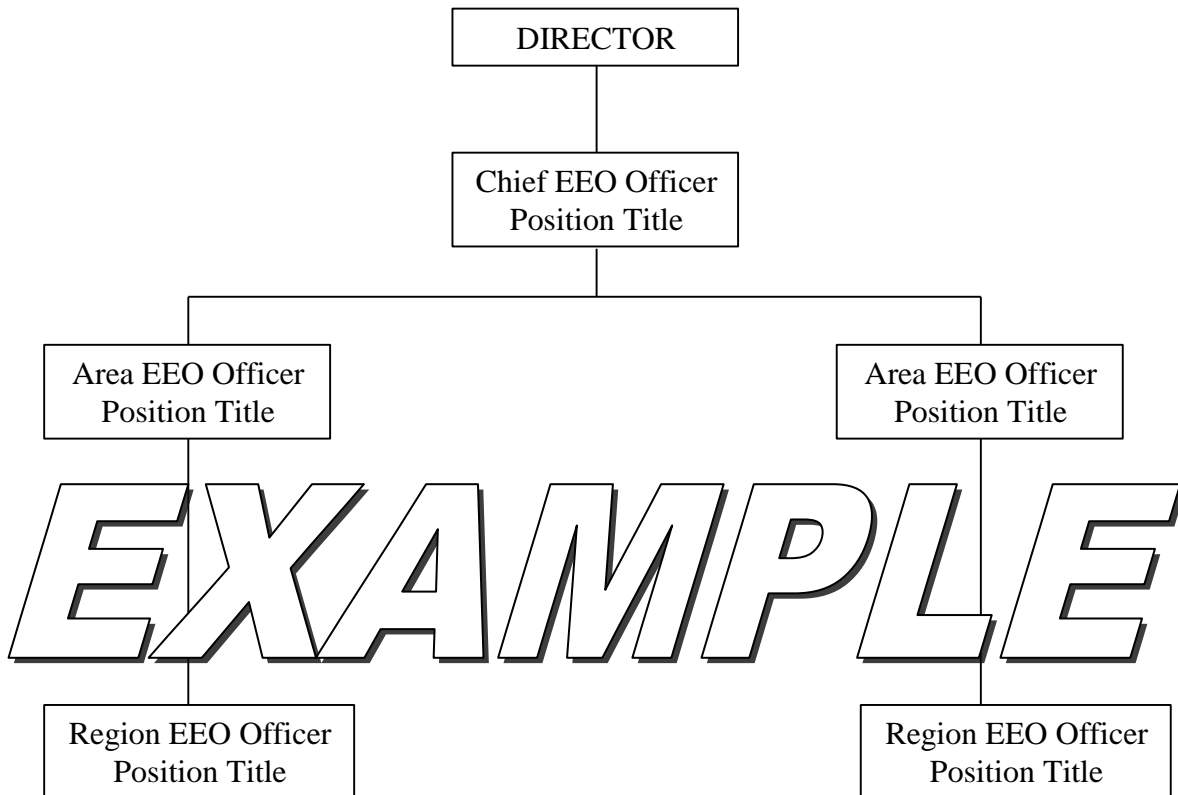 DIRECTOR
Chief EEO Officer
Position Title
Area EEO Officer
Position Title
Area EEO Officer
Position Title
EXAMPLE
Region EEO Officer
Position Title
Region EEO Officer
Position Title